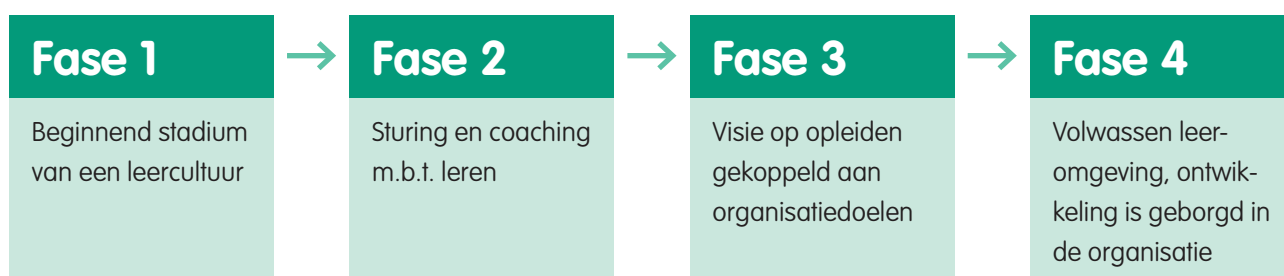 Fase 1
Beginnend stadium
van een leercultuur
Fase 2
Sturing en coaching
m.b.t. leren
Fase 3
Visie op opleiden
gekoppeld aan
organisatiedoelen
Fase 4
Volwassen leer-
omgeving, ontwik-
keling is geborgd in
de organisatie